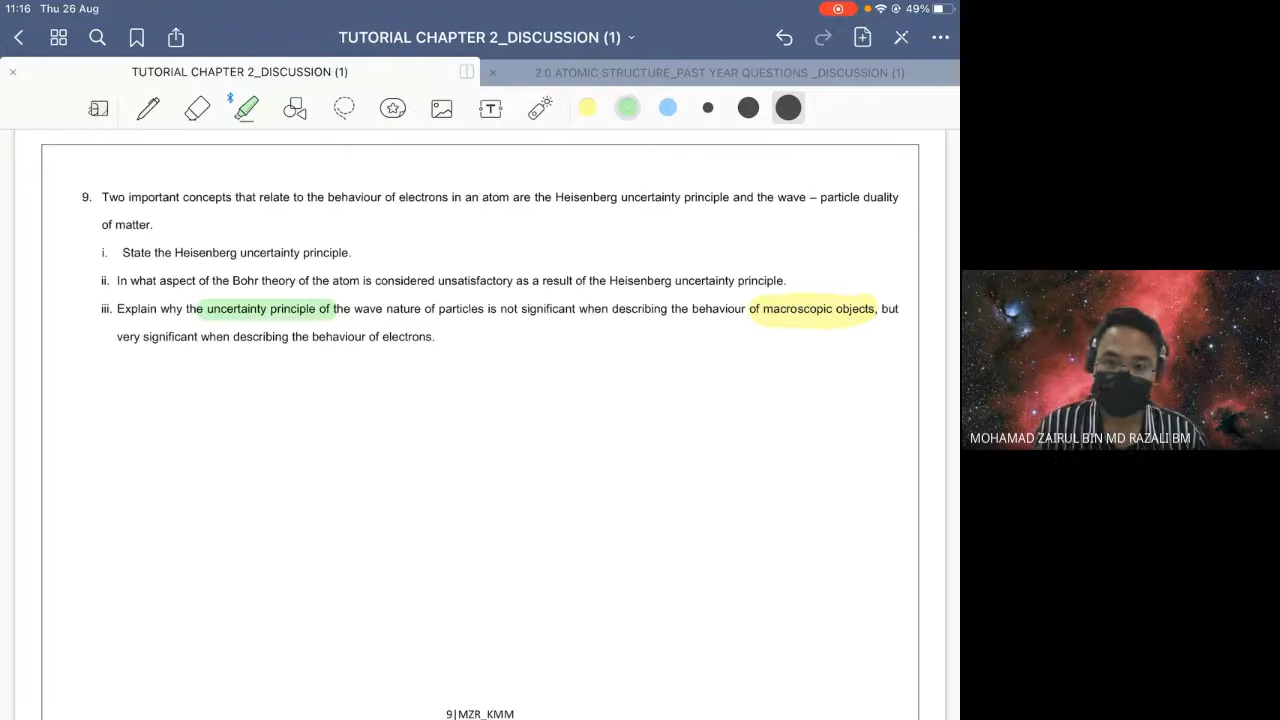 11:16 Thu 26 Aug
49%
TUTORIAL CHAPTER 2_DISCUSSION (1)
TUTORIAL CHAPTER 2_DISCUSSION (1)
2.0 ATOMIC STRUCTURE_PAST YEAR QUESTIONS _DISCUSSION (1)
9. Two important concepts that relate to the behaviour of electrons in an atom are the Heisenberg uncertainty principle and the wave – particle duality
of matter.
i. State the Heisenberg uncertainty principle.
ii. In what aspect of the Bohr theory of the atom is considered unsatisfactory as a result of the Heisenberg uncertainty principle.
iii. Explain why the uncertainty principle of the wave nature of particles is not significant when describing the behaviour of macroscopic objects, but
very significant when describing the behaviour of electrons.
MOHAMAD ZAIRUL BIN MD RAZALI BM
9|MZR_KMM